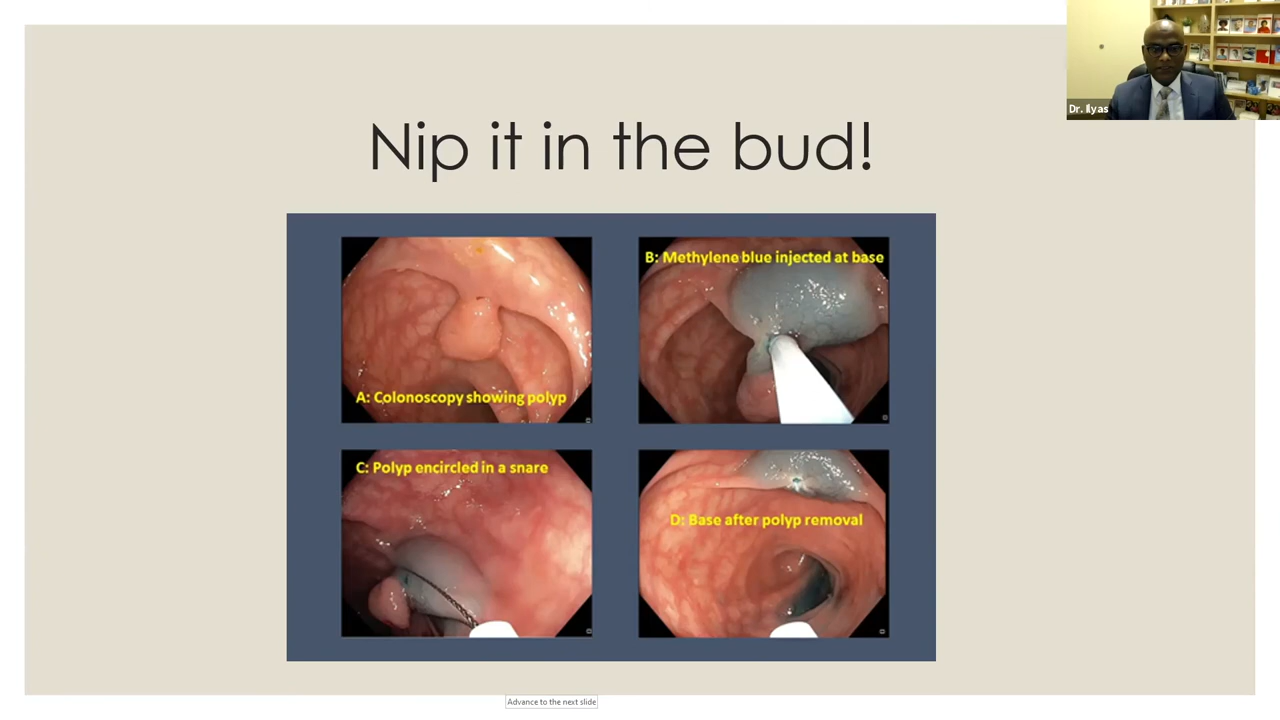 Dr. Ilyas
Nip it in the bud!
A: Colonoscopy showing polyp
B: Methylene blue injected at base
C: Polyp encircled in a snare
D: Base after polyp removal
Advance to the next slide